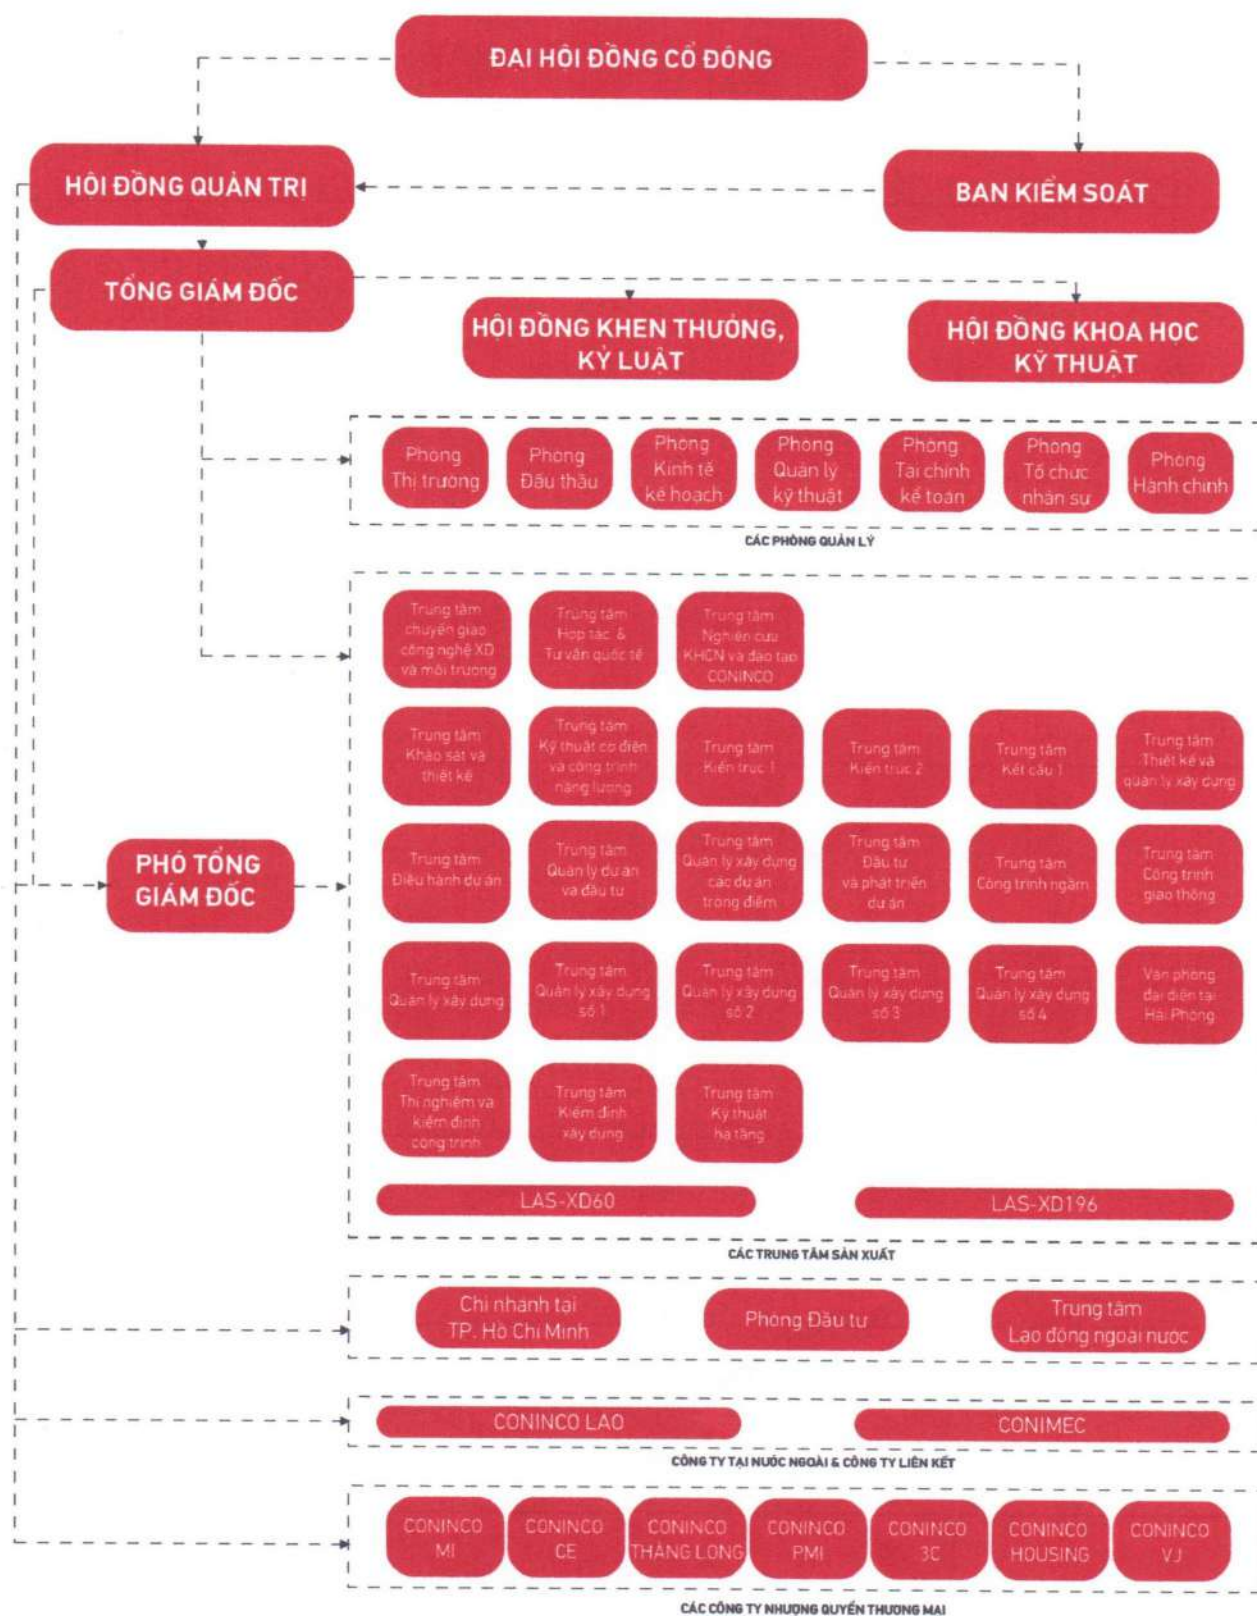 ĐẠI HỘI ĐỒNG CỔ ĐÔNG
HỘI ĐỒNG QUẢN TRỊ
BAN KIỂM SOÁT
TỔNG GIÁM ĐỐC
HỘI ĐỒNG KHEN THƯỞNG,
KỶ LUẬT
HỘI ĐỒNG KHOA HỌC
KỸ THUẬT
Phòng
Thị trường
Phòng
Đấu thầu
Phòng
Kinh tế
kế hoạch
Phòng
Quản lý
kỹ thuật
Phòng
Tài chính
kế toán
Phòng
Tổ chức
nhân sự
Phòng
Hành chính
CÁC PHÒNG QUẢN LÝ
Trung tâm
chuyển giao
công nghệ XD
và môi trường
Trung tâm
Hợp tác &
Tư vấn quốc tế
Trung tâm
Nghiên cứu
KHCN và đào tạo
CONINCO
Trung tâm
Khảo sát và
thiết kế
Trung tâm
Kỹ thuật cơ điện
và công trình
năng lượng
Trung tâm
Kiến trúc 1
Trung tâm
Kiến trúc 2
Trung tâm
Kết cấu 1
Trung tâm
Thiết kế và
quản lý xây dựng
PHÓ TỔNG
GIÁM ĐỐC
Trung tâm
Điều hành dự án
Trung tâm
Quản lý dự án
và đầu tư
Trung tâm
Quản lý xây dựng
các dự án
trọng điểm
Trung tâm
Đầu tư
và phát triển
dự án
Trung tâm
Công trình ngầm
Trung tâm
Công trình
giao thông
Trung tâm
Quản lý xây dựng
Trung tâm
Quản lý xây dựng
số 1
Trung tâm
Quản lý xây dựng
số 2
Trung tâm
Quản lý xây dựng
số 3
Trung tâm
Quản lý xây dựng
số 4
Văn phòng
đại diện tại
Hải Phòng
Trung tâm
Thí nghiệm và
kiểm định
công trình
Trung tâm
Kiểm định
xây dựng
Trung tâm
Kỹ thuật
hạ tầng
LAS-XD60
LAS-XD196
CÁC TRUNG TÂM SẢN XUẤT
Chi nhánh tại
TP. Hồ Chí Minh
Phòng Đầu tư
Trung tâm
Lao động ngoài nước
CONINCO LAO
CONIMEC
CÔNG TY TẠI NƯỚC NGOÀI & CÔNG TY LIÊN KẾT
CONINCO
MI
CONINCO
CE
CONINCO
THĂNG LONG
CONINCO
PMI
CONINCO
3C
CONINCO
HOUSING
CONINCO
VJ
CÁC CÔNG TY NHƯỢNG QUYỀN THƯƠNG MẠI